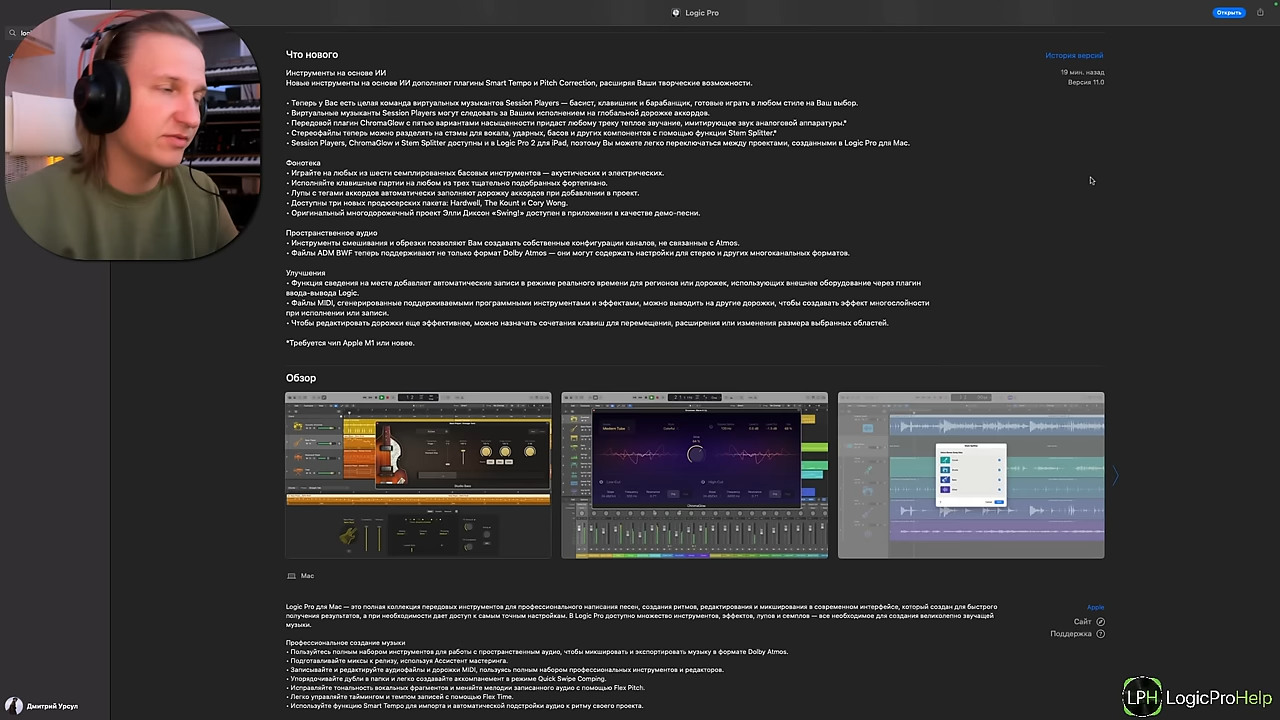 Logic Pro
Открыть
Что нового
История версий
Инструменты на основе ИИ
19 мин. назад
Новые инструменты на основе ИИ дополняют плагины Smart Tempo и Pitch Correction, расширяя Ваши творческие возможности.
Версия 11.0
• Теперь у Вас есть целая команда виртуальных музыкантов Session Players — басист, клавишник и барабанщик, готовые играть в любом стиле на Ваш выбор.
• Виртуальные музыканты Session Players могут следовать за Вашим исполнением на глобальной дорожке аккордов.
• Передовой плагин ChromaGlow с пятью вариантами насыщенности придаст любому треку теплое звучание, имитирующее звук аналоговой аппаратуры.*
• Стереофайлы теперь можно разделять на стэмы для вокала, ударных, басов и других компонентов с помощью функции Stem Splitter.*
• Session Players, ChromaGlow и Stem Splitter доступны и в Logic Pro 2 для iPad, поэтому Вы можете легко переключаться между проектами, созданными в Logic Pro для Mac.
Фонотека
• Играйте на любых из шести семплированных басовых инструментов — акустических и электрических.
• Исполняйте клавишные партии на любом из трех тщательно подобранных фортепиано.
• Лупы с тегами аккордов автоматически заполняют дорожку аккордов при добавлении в проект.
• Доступны три новых продюсерских пакета: Hardwell, The Kount и Cory Wong.
• Оригинальный многодорожечный проект Элли Диксон «Swing!» доступен в приложении в качестве демо-песни.
Пространственное аудио
• Инструменты смешивания и обрезки позволяют Вам создавать собственные конфигурации каналов, не связанные с Atmos.
• Файлы ADM BWF теперь поддерживают не только формат Dolby Atmos — они могут содержать настройки для стерео и других многоканальных форматов.
Улучшения
• Функция сведения на месте добавляет автоматические записи в режиме реального времени для регионов или дорожек, использующих внешнее оборудование через плагин
ввода-вывода Logic.
• Файлы MIDI, сгенерированные поддерживаемыми программными инструментами и эффектами, можно выводить на другие дорожки, чтобы создавать эффект многослойности
при исполнении или записи.
• Чтобы редактировать дорожки еще эффективнее, можно назначать сочетания клавиш для перемещения, расширения или изменения размера выбранных областей.
*Требуется чип Apple M1 или новее.
Обзор
Mac
Logic Pro для Mac — это полная коллекция передовых инструментов для профессионального написания песен, создания ритмов, редактирования и микширования в современном интерфейсе, который создан для быстрого
Apple
получения результатов, а при необходимости дает доступ к самым точным настройкам. В Logic Pro доступно множество инструментов, эффектов, лупов и семплов — все необходимое для создания великолепно звучащей
Сайт
музыки.
Поддержка
Профессиональное создание музыки
• Пользуйтесь полным набором инструментов для работы с пространственным аудио, чтобы микшировать и экспортировать музыку в формате Dolby Atmos.
• Подготавливайте миксы к релизу, используя Ассистент мастеринга.
• Записывайте и редактируйте аудиофайлы и дорожки MIDI, пользуясь полным набором профессиональных инструментов и редакторов.
• Упорядочивайте дубли в папки и легко создавайте аккомпанемент в режиме Quick Swipe Comping.
• Исправляйте тональность вокальных фрагментов и меняйте мелодии записанного аудио с помощью Flex Pitch.
• Легко управляйте таймингом и темпом записей с помощью Flex Time.
• Используйте функцию Smart Tempo для импорта и автоматической подстройки аудио к ритму своего проекта.
Дмитрий Урсул
LPH LogicProHelp